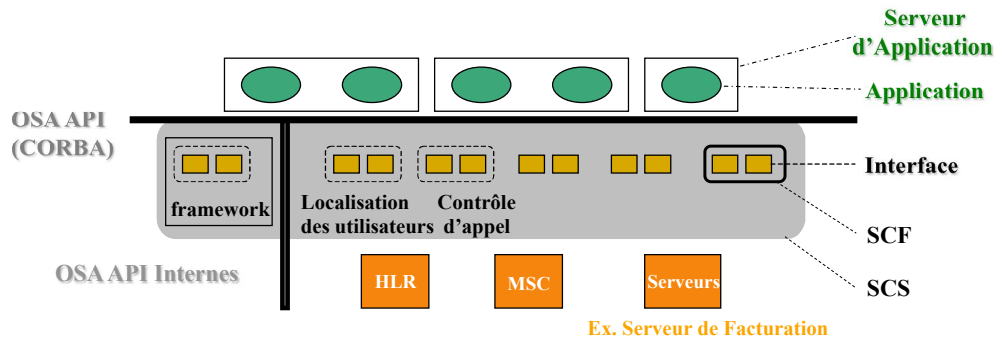 Serveur
d'Application
Application
OSA API
(CORBA)
Interface
framework
Localisation
des utilisateurs
Contrôle
d'appel
SCF
OSA API Internes
HLR
MSC
Serveurs
SCS
Ex. Serveur de Facturation